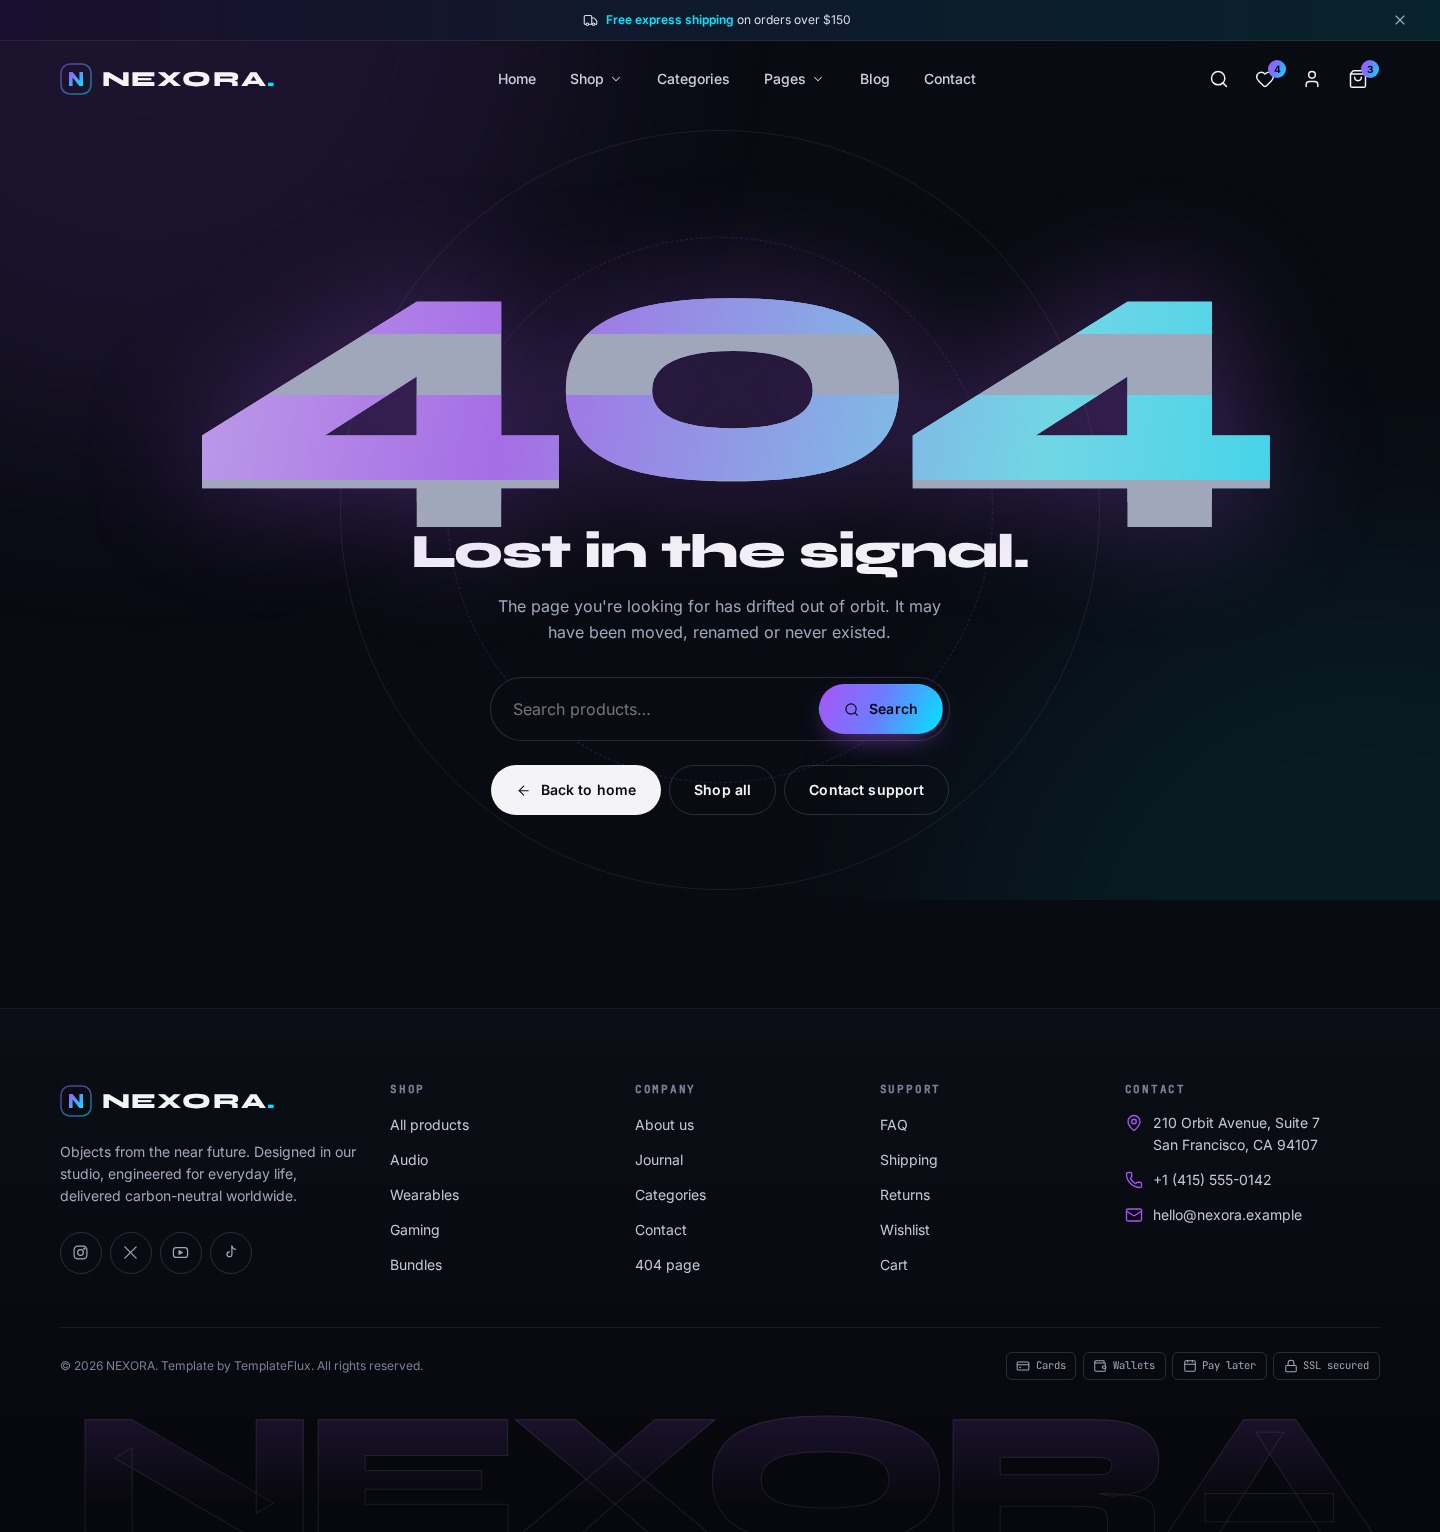 Free express shipping on orders over $150
N NEXORA.
Home Shop Categories Pages Blog Contact
4 3
404
Lost in the signal.
The page you're looking for has drifted out of orbit. It may
have been moved, renamed or never existed.
Search products...
Search
Back to home Shop all Contact support
N NEXORA.
Objects from the near future. Designed in our
studio, engineered for everyday life,
delivered carbon-neutral worldwide.
SHOP
All products
Audio
Wearables
Gaming
Bundles
COMPANY
About us
Journal
Categories
Contact
404 page
SUPPORT
FAQ
Shipping
Returns
Wishlist
Cart
CONTACT
210 Orbit Avenue, Suite 7
San Francisco, CA 94107
+1 (415) 555-0142
hello@nexora.example
© 2026 NEXORA. Template by TemplateFlux. All rights reserved.
Cards Wallets Pay later SSL secured
NEXORA